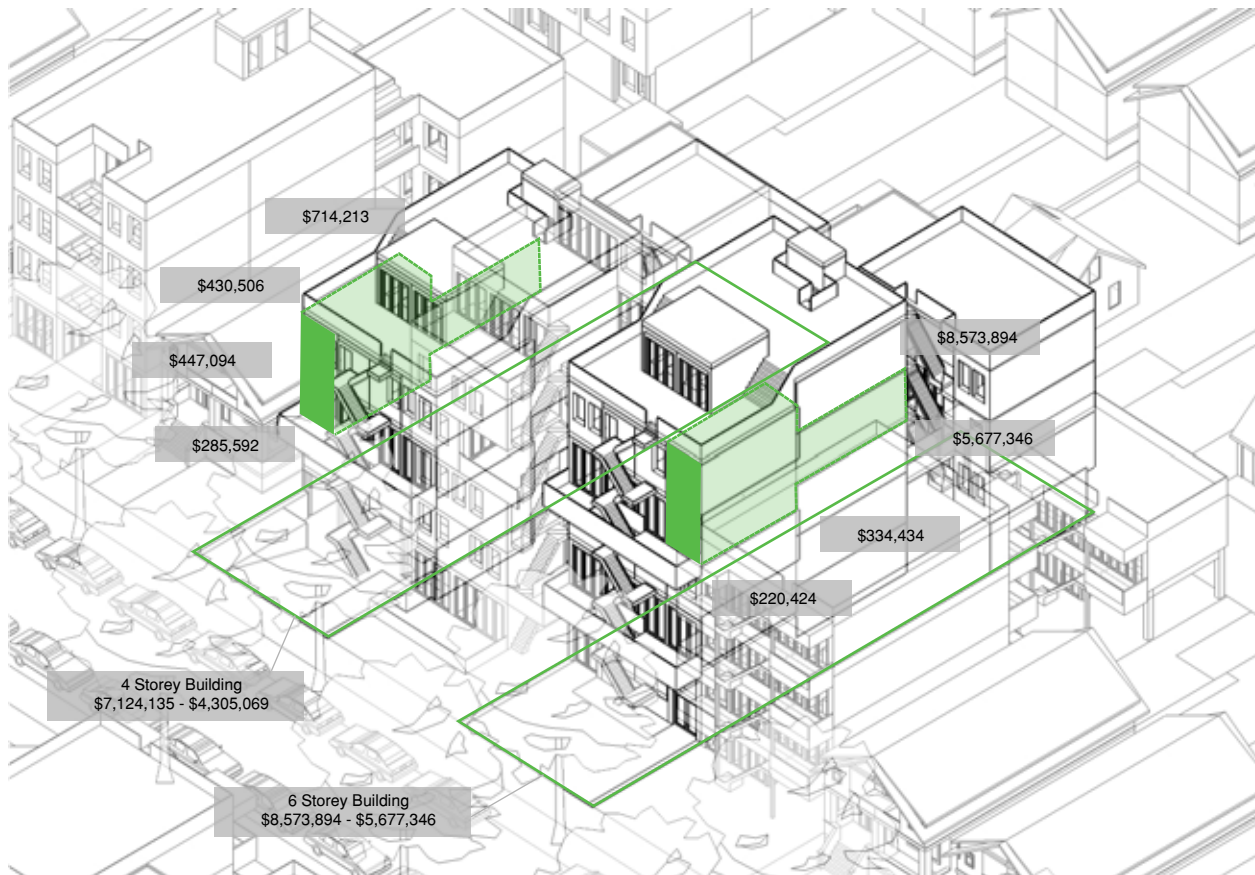 $714,213
$430,506
$447,094
$8,573,894
$285,592
$5,677,346
$334,434
$220,424
4 Storey Building
$7,124,135 - $4,305,069
6 Storey Building
$8,573,894 - $5,677,346